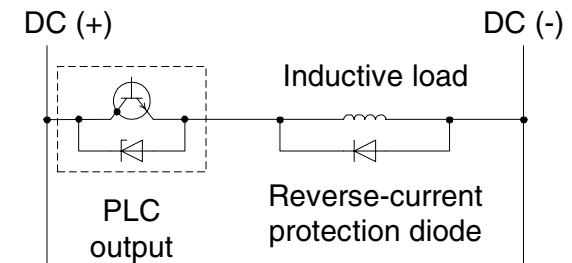 DC (+)
DC (-)
Inductive load
PLC
output
Reverse-current
protection diode